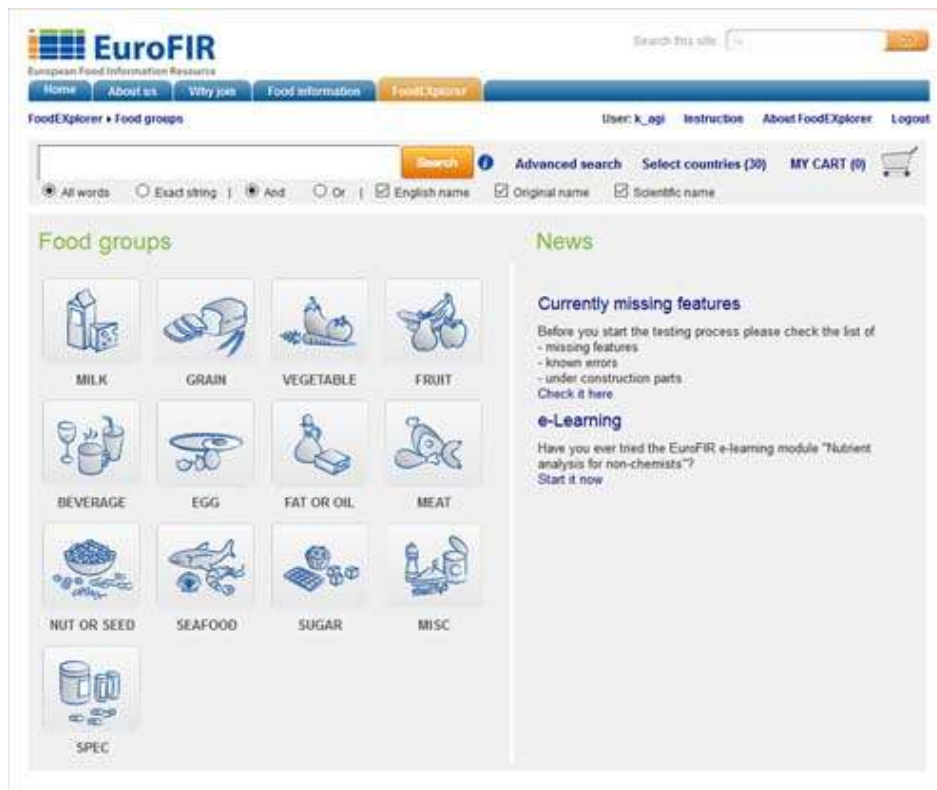 EuroFIR
European Food Information Resource
Search this site:
GO
Home About us Why join Food information FoodEXplorer
FoodEXplorer Food groups
User: k_agi Instruction About FoodEXplorer Logout
Search Advanced search Select countries (30) MY CART (0)
All words Exact string | And Or | English name Original name Scientific name
Food groups
MILK GRAIN VEGETABLE FRUIT
BEVERAGE EGG FAT OR OIL MEAT
NUT OR SEED SEAFOOD SUGAR MISC
SPEC
News
Currently missing features
Before you start the testing process please check the list of
- missing features
- known errors
- under construction parts
Check it here
e-Learning
Have you ever tried the EuroFIR e-learning module "Nutrient
analysis for non-chemists"?
Start it now